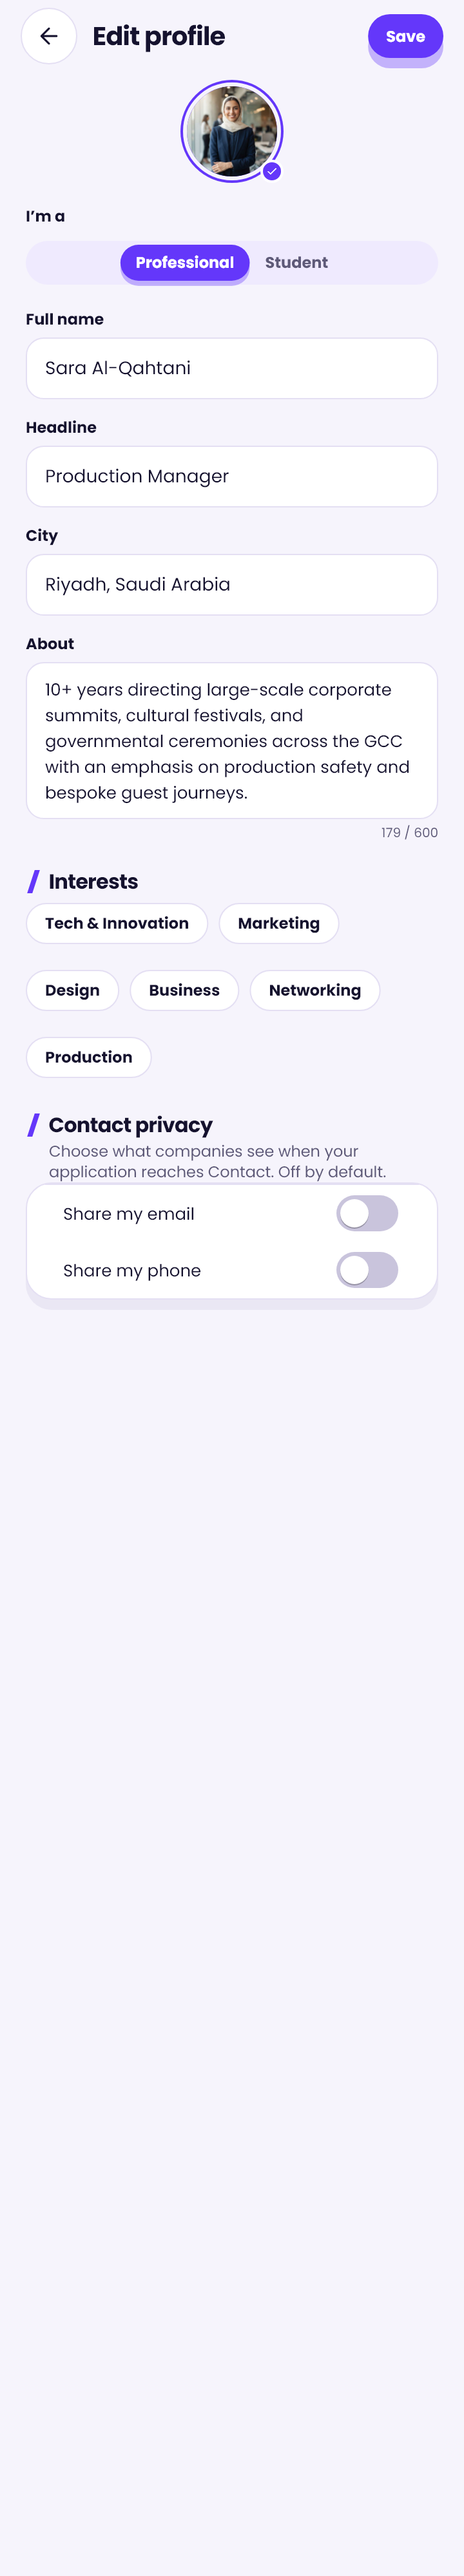 Edit profile
Save
I'm a
Professional
Student
Full name
Sara Al-Qahtani
Headline
Production Manager
City
Riyadh, Saudi Arabia
About
10+ years directing large-scale corporate
summits, cultural festivals, and
governmental ceremonies across the GCC
with an emphasis on production safety and
bespoke guest journeys.
179 / 600
Interests
Tech & Innovation
Marketing
Design
Business
Networking
Production
Contact privacy
Choose what companies see when your
application reaches Contact. Off by default.
Share my email
Share my phone